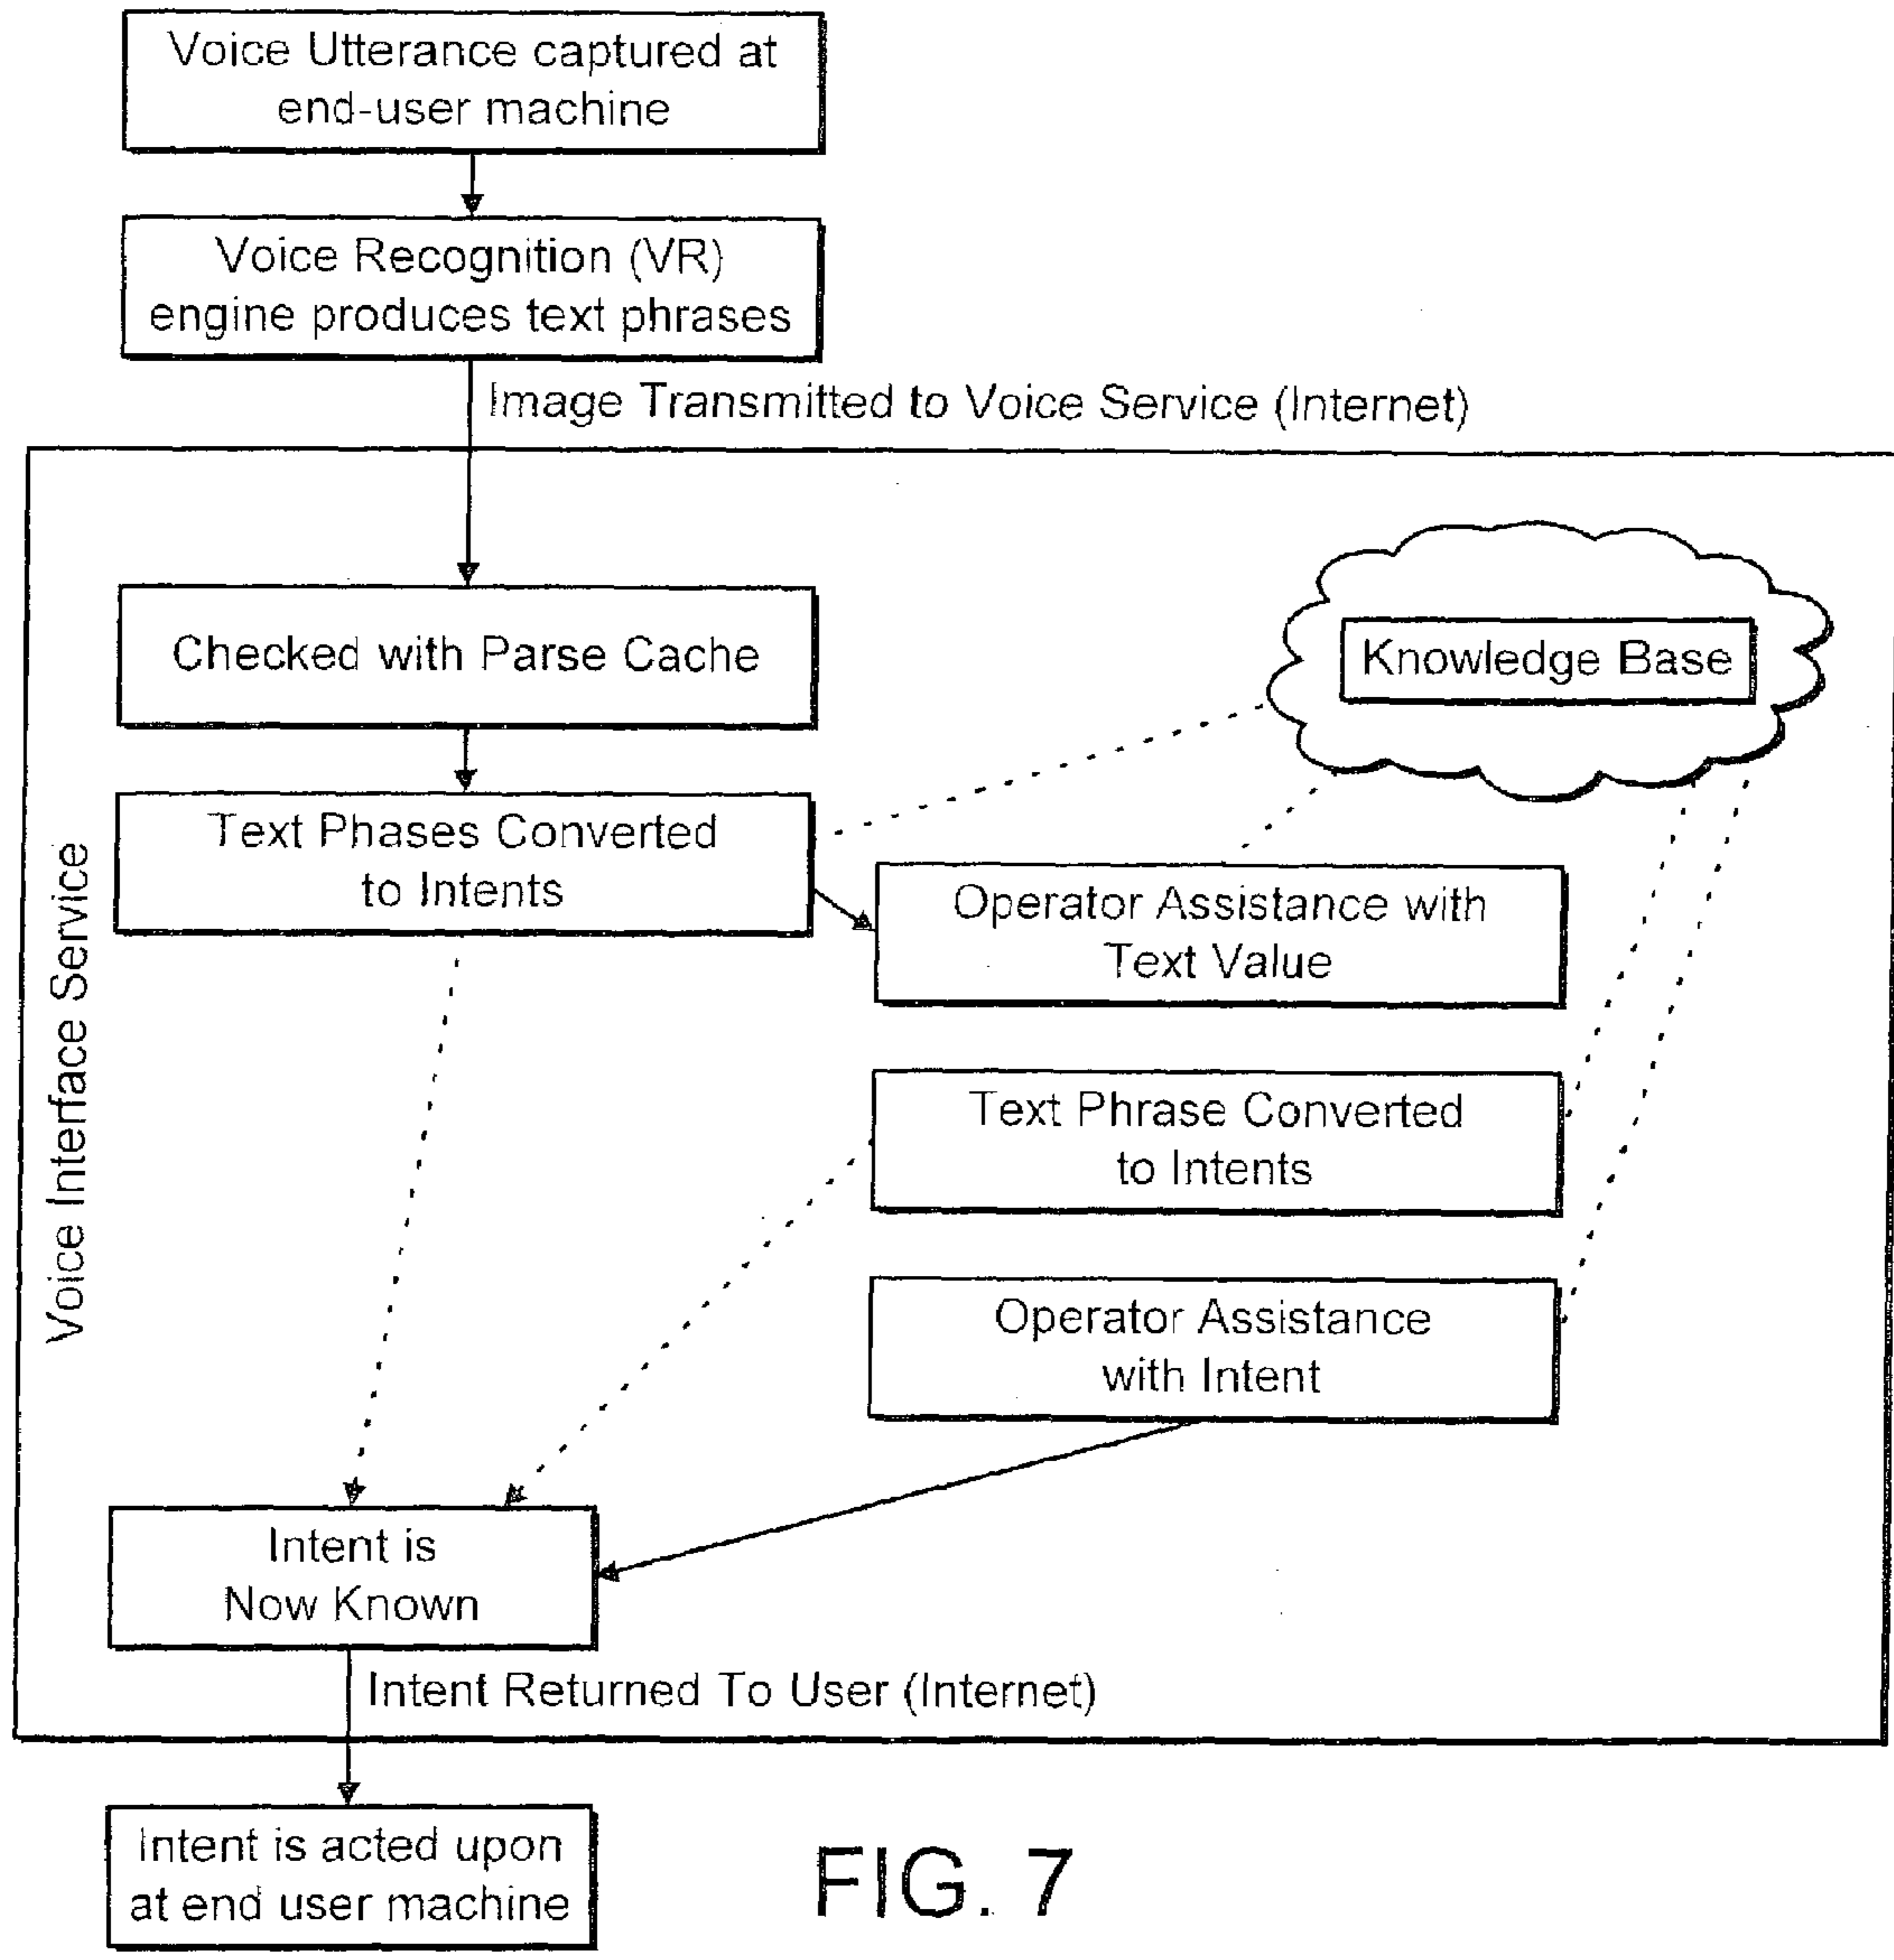 Voice Utterance captured at
end-user machine
Voice Recognition (VR)
engine produces text phrases
Image Transmitted to Voice Service (Internet)
Voice Interface Service
Checked with Parse Cache
Knowledge Base
Text Phases Converted
to Intents
Operator Assistance with
Text Value
Text Phrase Converted
to Intents
Operator Assistance
with Intent
Intent is
Now Known
Intent Returned To User (Internet)
Intent is acted upon
at end user machine
FIG. 7